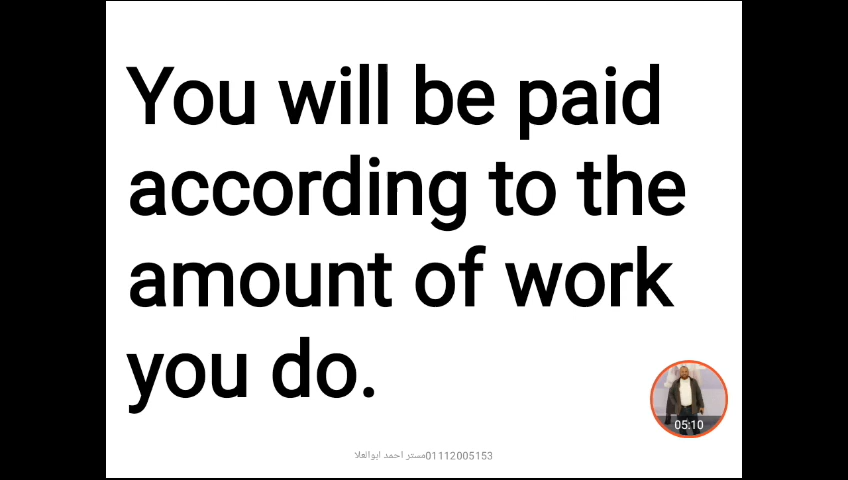 You will be paid
according to the
amount of work
you do.
05:10
مستر احمد ابوالعلا01112005153